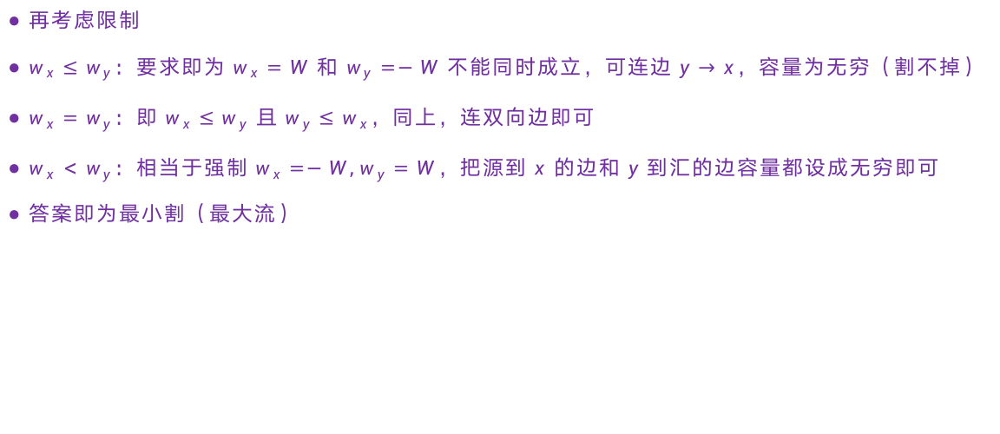 ● 再考虑限制
● w_x ≤ w_y：要求即为 w_x = W 和 w_y =− W 不能同时成立，可连边 y → x，容量为无穷（割不掉）
● w_x = w_y：即 w_x ≤ w_y 且 w_y ≤ w_x，同上，连双向边即可
● w_x < w_y：相当于强制 w_x =− W, w_y = W，把源到 x 的边和 y 到汇的边容量都设成无穷即可
● 答案即为最小割（最大流）